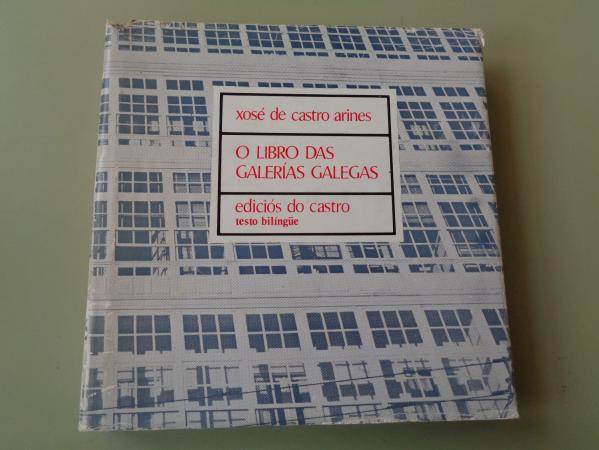 xosé de castro arines
O LIBRO DAS
GALERÍAS GALEGAS
ediciós do castro
testo bilingüe